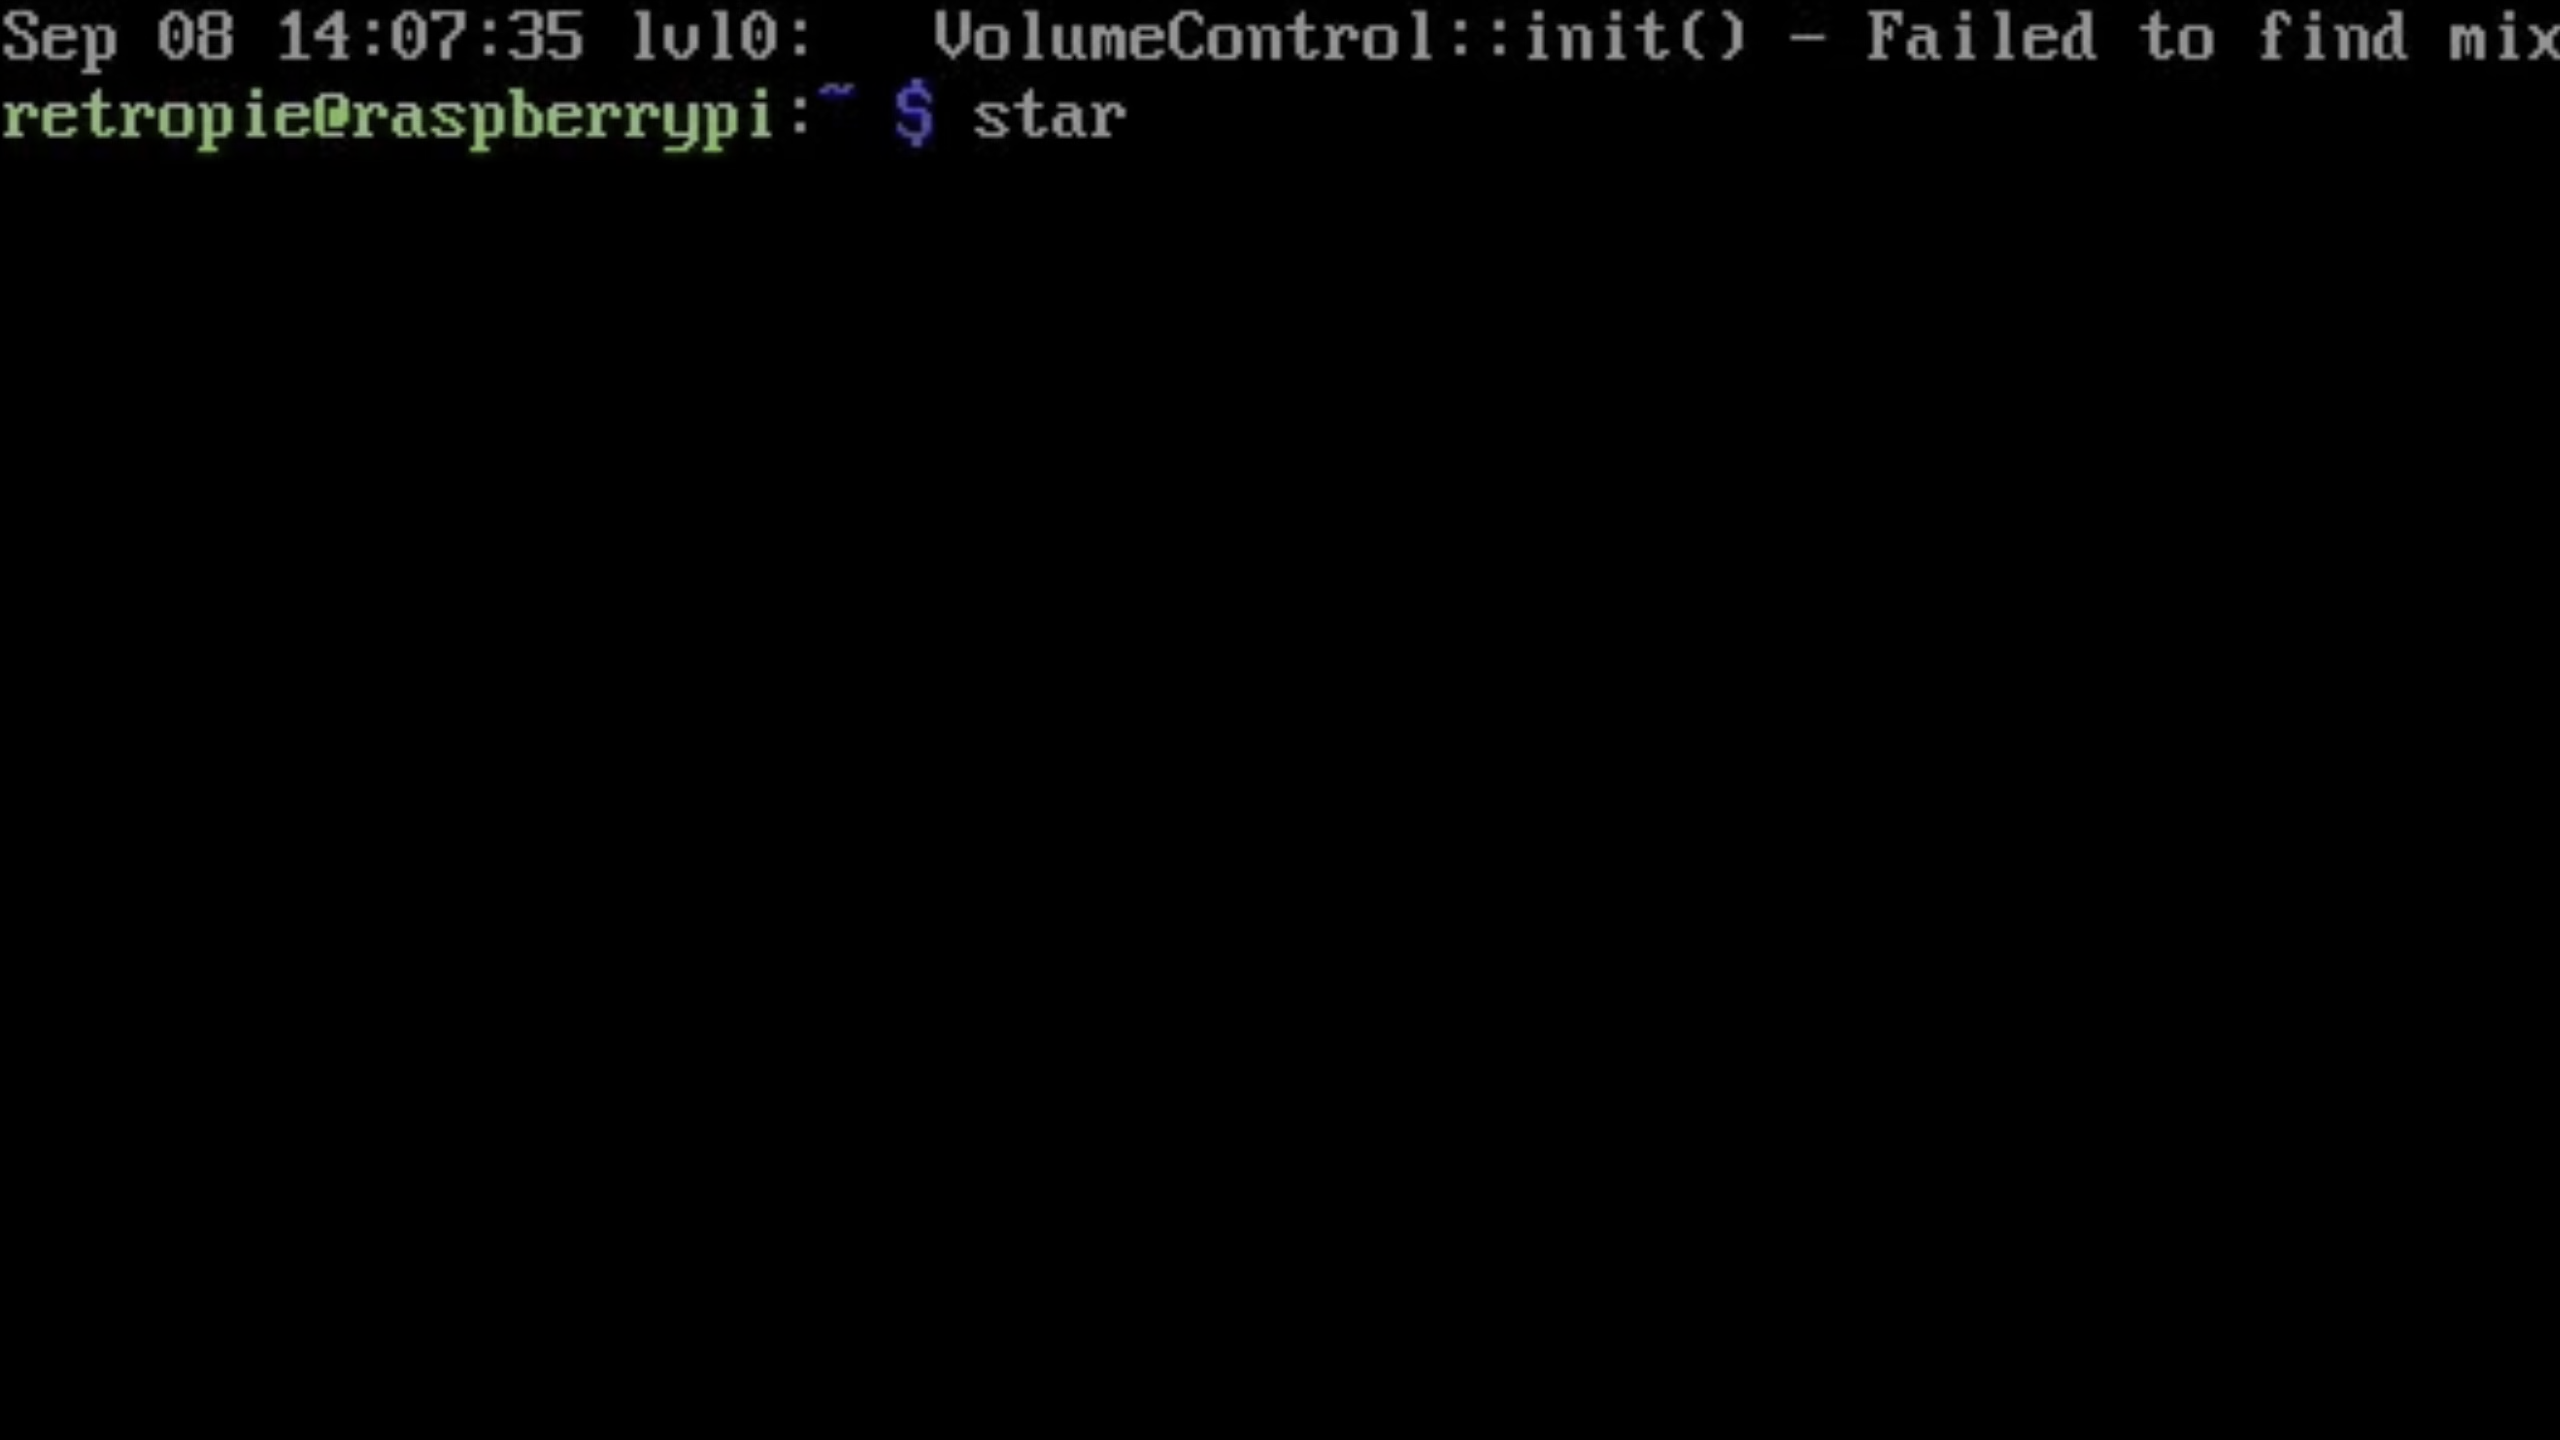 Sep 08 14:07:35 lvl0:   VolumeControl::init() - Failed to find mix
retropie@raspberrypi:~ $ star